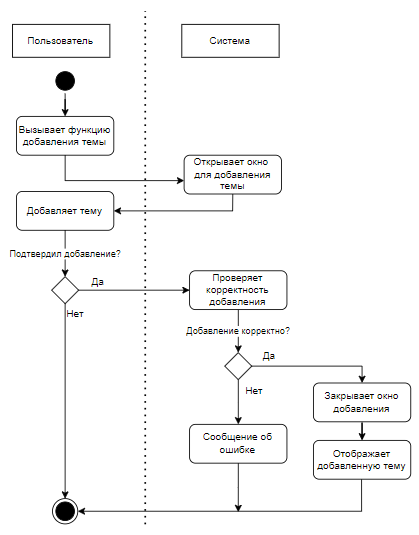 Пользователь
Система
Вызывает функцию
добавления темы
Открывает окно
для добавления
темы
Добавляет тему
Подтвердил добавление?
Да
Нет
Проверяет
корректность
добавления
Добавление корректно?
Да
Нет
Закрывает окно
добавления
Сообщение об
ошибке
Отображает
добавленную тему